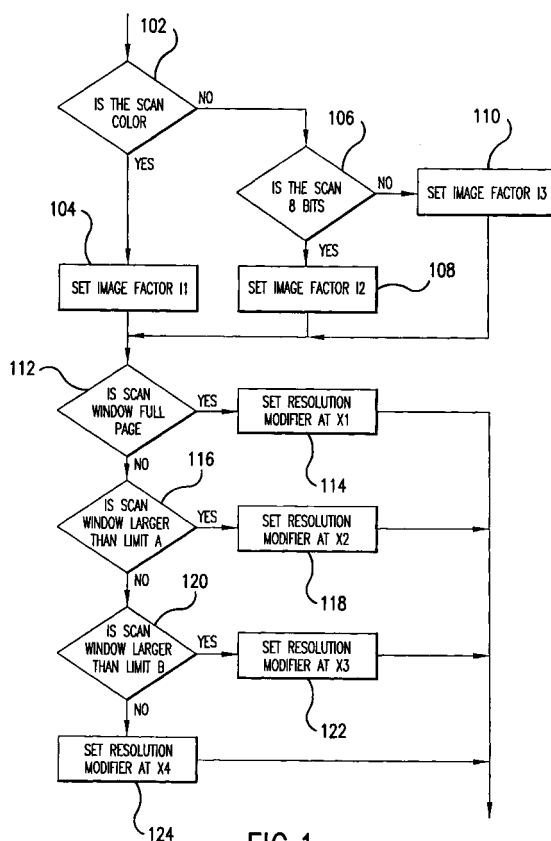 102
IS THE SCAN
COLOR
NO
YES
106
IS THE SCAN
8 BITS
NO
YES
110
SET IMAGE FACTOR I3
104
SET IMAGE FACTOR I1
SET IMAGE FACTOR I2
108
112
IS SCAN
WINDOW FULL
PAGE
YES
NO
SET RESOLUTION
MODIFIER AT X1
114
116
IS SCAN
WINDOW LARGER
THAN LIMIT A
YES
NO
SET RESOLUTION
MODIFIER AT X2
118
120
IS SCAN
WINDOW LARGER
THAN LIMIT B
YES
NO
SET RESOLUTION
MODIFIER AT X3
122
SET RESOLUTION
MODIFIER AT X4
124
FIG. 1